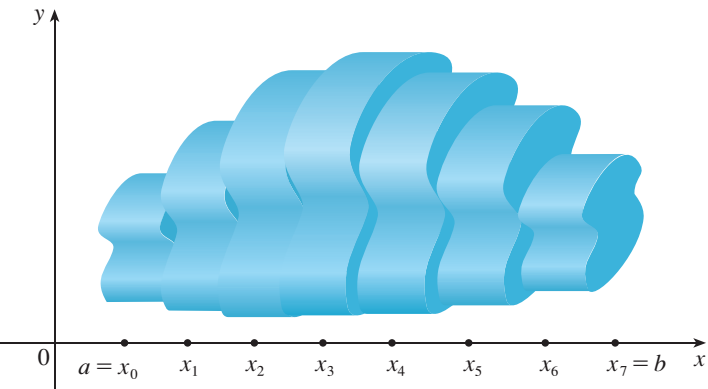 y
0
a = x₀ x₁ x₂ x₃ x₄ x₅ x₆ x₇ = b x